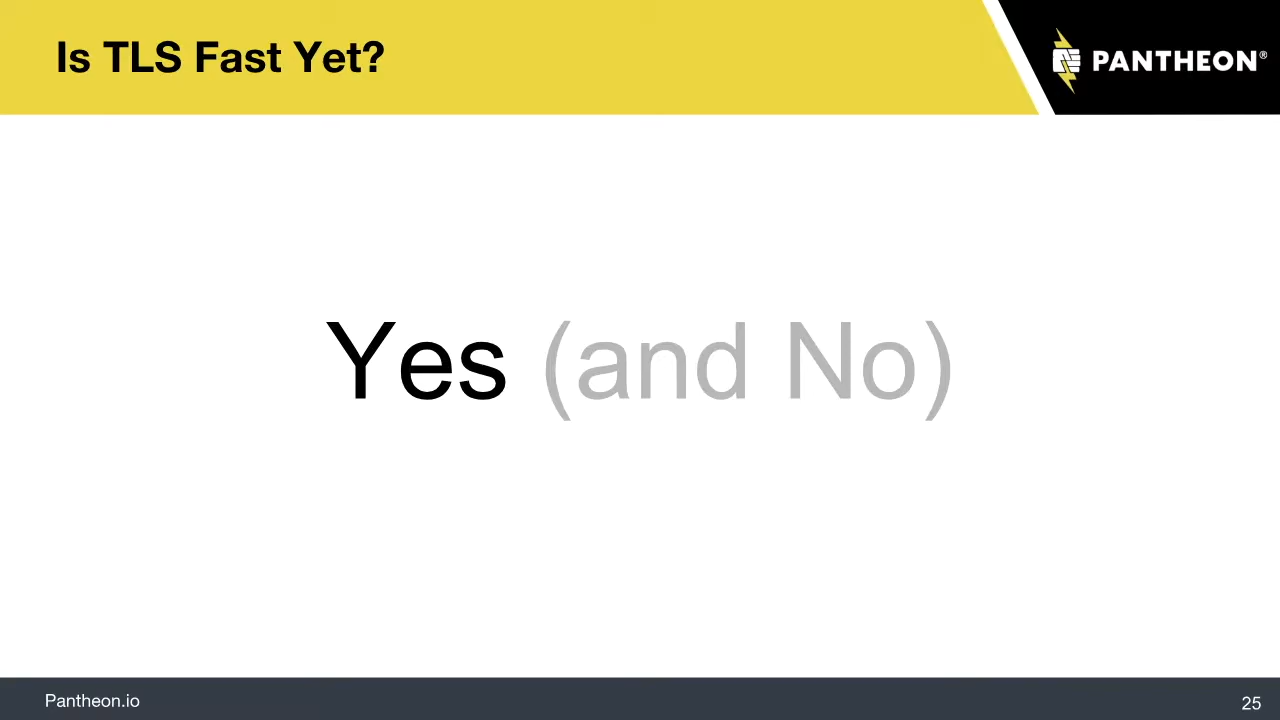 Is TLS Fast Yet?
PANTHEON®
Yes (and No)
Pantheon.io
25